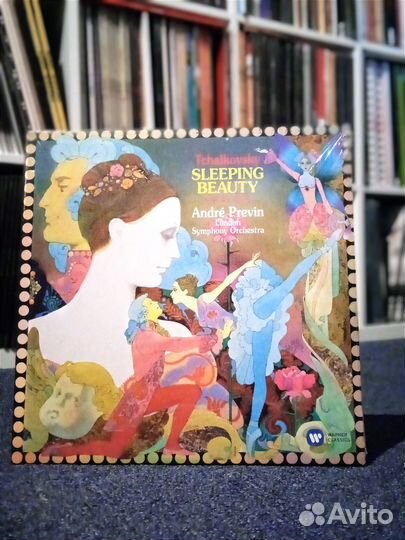 Tchaikovsky
SLEEPING
BEAUTY
André Previn
London
Symphony Orchestra
WARNER
CLASSICS
Avito